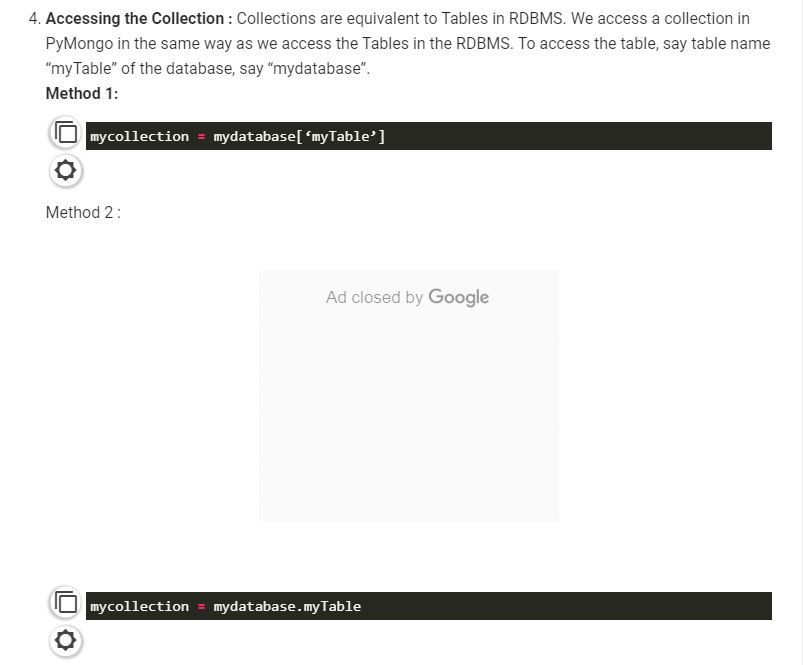 4. Accessing the Collection : Collections are equivalent to Tables in RDBMS. We access a collection in
PyMongo in the same way as we access the Tables in the RDBMS. To access the table, say table name
“myTable” of the database, say “mydatabase”.
Method 1:
mycollection = mydatabase[‘myTable’]
Method 2 :
Ad closed by Google
mycollection = mydatabase.myTable